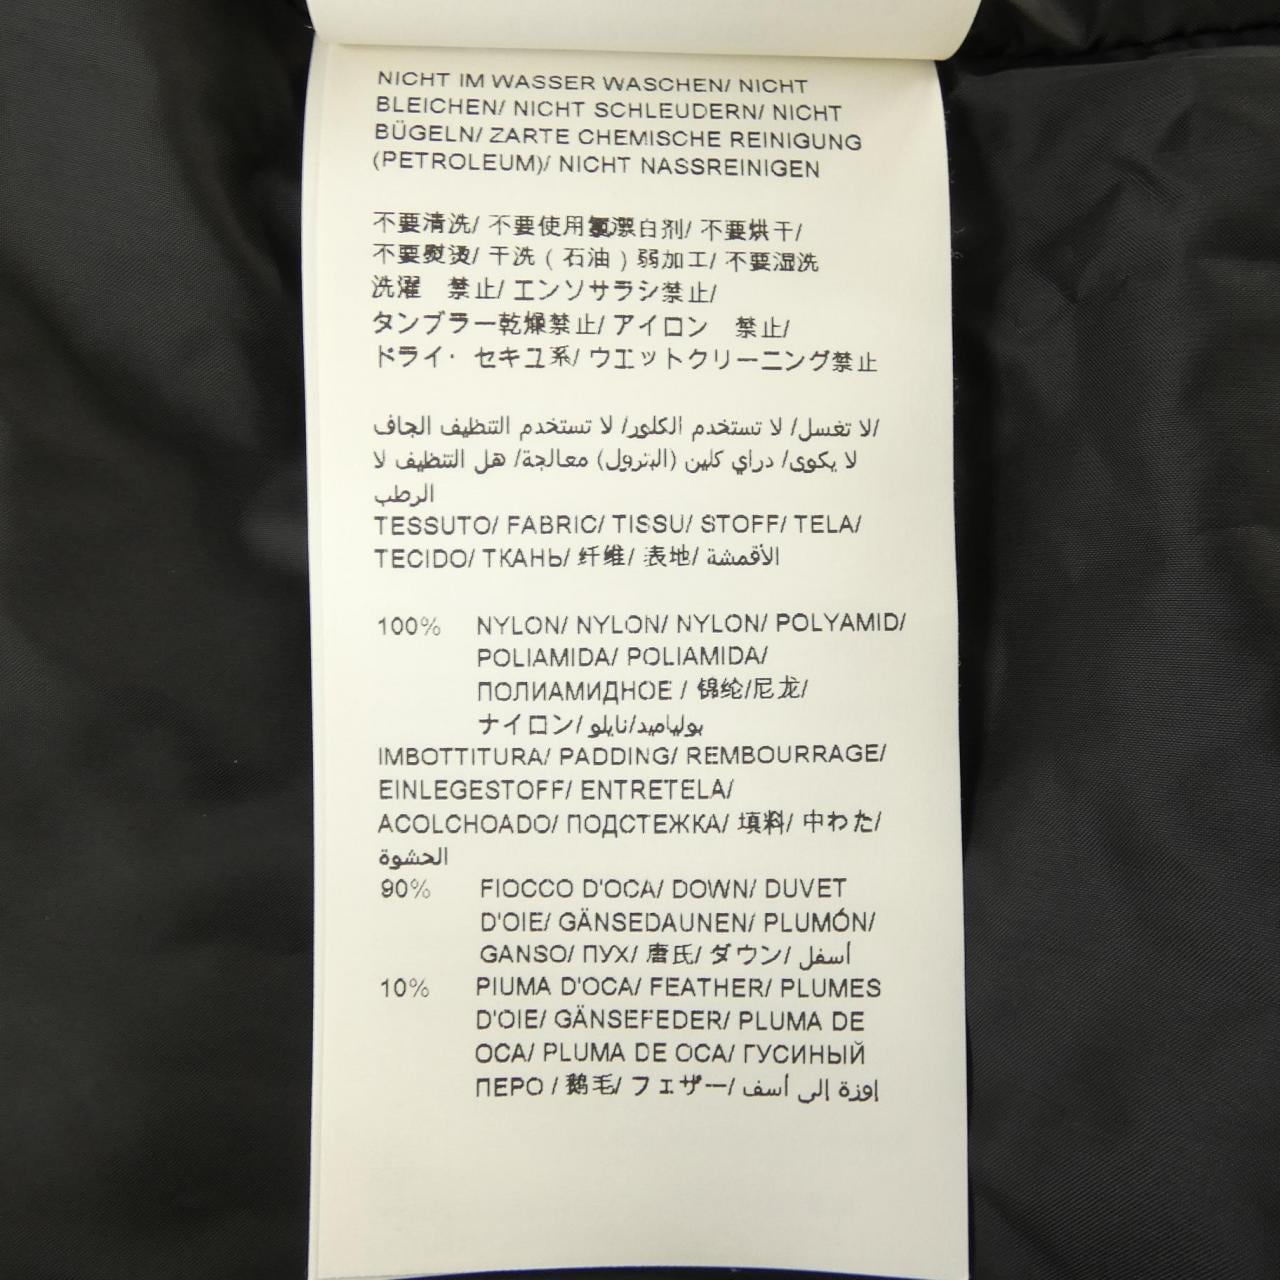 NICHT IM WASSER WASCHEN/ NICHT
BLEICHEN/ NICHT SCHLEUDERN/ NICHT
BÜGELN/ ZARTE CHEMISCHE REINIGUNG
(PETROLEUM)/ NICHT NASSREINIGEN
不要清洗/ 不要使用氯漂白剂/ 不要烘干/
不要熨烫/ 干洗 ( 石油 ) 弱加工/ 不要湿洗
洗濯 禁止/ エンソサラシ禁止/
タンブラー乾燥禁止/ アイロン 禁止/
ドライ・ セキユ系/ ウエットクリーニング禁止
لا تغسل/ لا تستخدم الكلور/ لا تستخدم التنظيف الجاف/
لا يكوى/ دراي كلين (البترول) معالجة/ هل التنظيف لا
الرطب
TESSUTO/ FABRIC/ TISSU/ STOFF/ TELA/
TECIDO/ ТКАНЬ/ 纤维/ 表地/ الأقمشة
100% NYLON/ NYLON/ NYLON/ POLYAMID/
POLIAMIDA/ POLIAMIDA/
ПОЛИАМИДНОЕ / 锦纶/尼龙/
ナイロン/ بولياميد/نايلو
IMBOTTITURA/ PADDING/ REMBOURRAGE/
EINLEGESTOFF/ ENTRETELA/
ACOLCHOADO/ ПОДСТЕЖКА/ 填料/ 中わた/
الحشوة
90% FIOCCO D'OCA/ DOWN/ DUVET
D'OIE/ GÄNSEDAUNEN/ PLUMÓN/
GANSO/ ПУХ/ 唐氏/ ダウン/ أسفل
10% PIUMA D'OCA/ FEATHER/ PLUMES
D'OIE/ GÄNSEFEDER/ PLUMA DE
OCA/ PLUMA DE OCA/ ГУСИНЫЙ
ПЕРО / 鹅毛/ フェザー/ إوزة إلى أسف